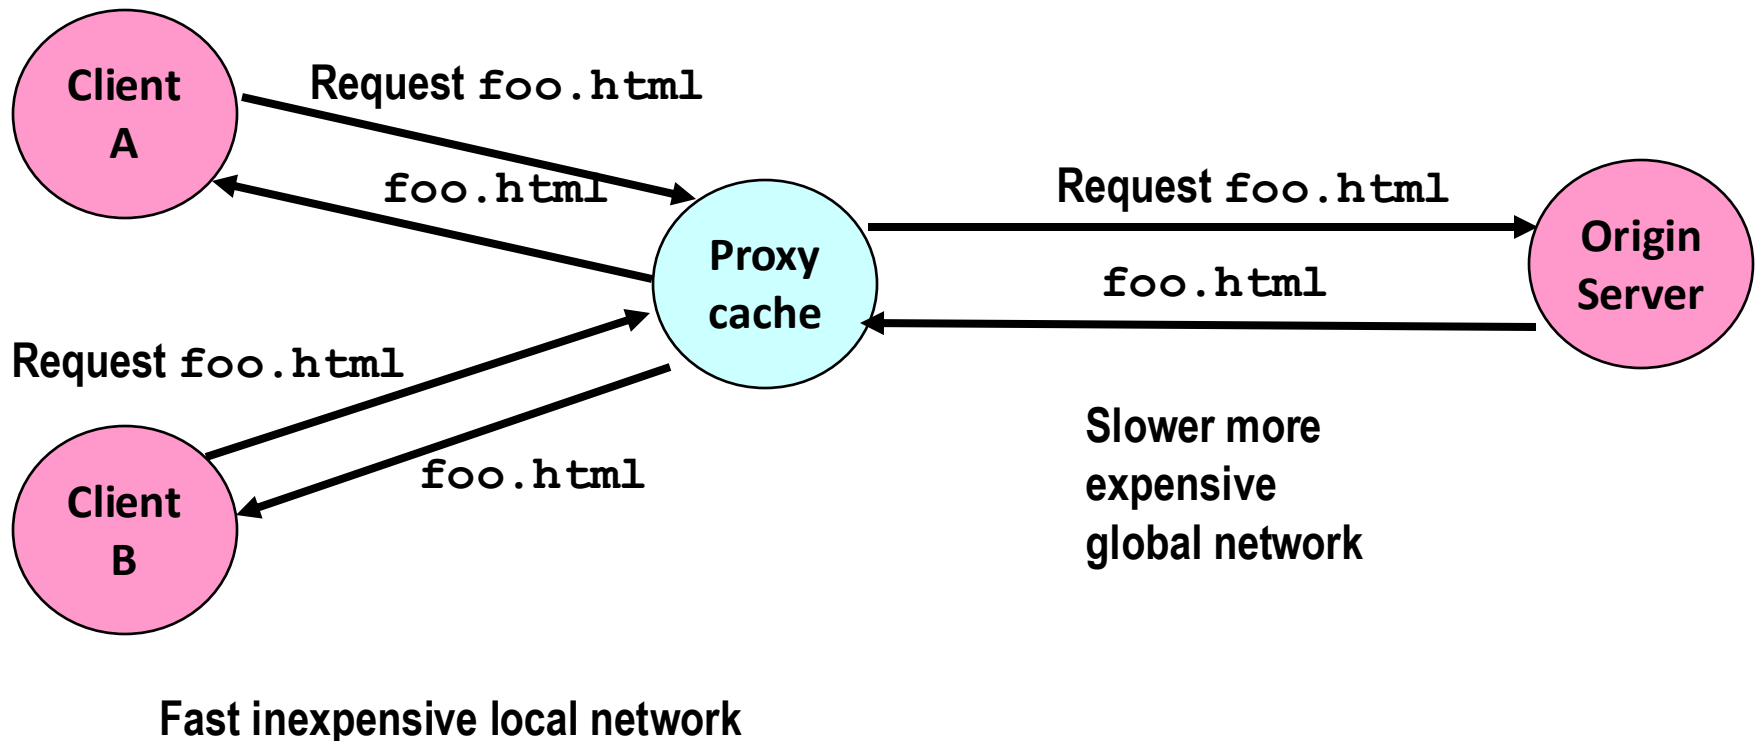 Client
A
Request foo.html
foo.html
Request foo.html
foo.html
Client
B
Proxy
cache
Request foo.html
foo.html
Origin
Server
Slower more
expensive
global network
Fast inexpensive local network